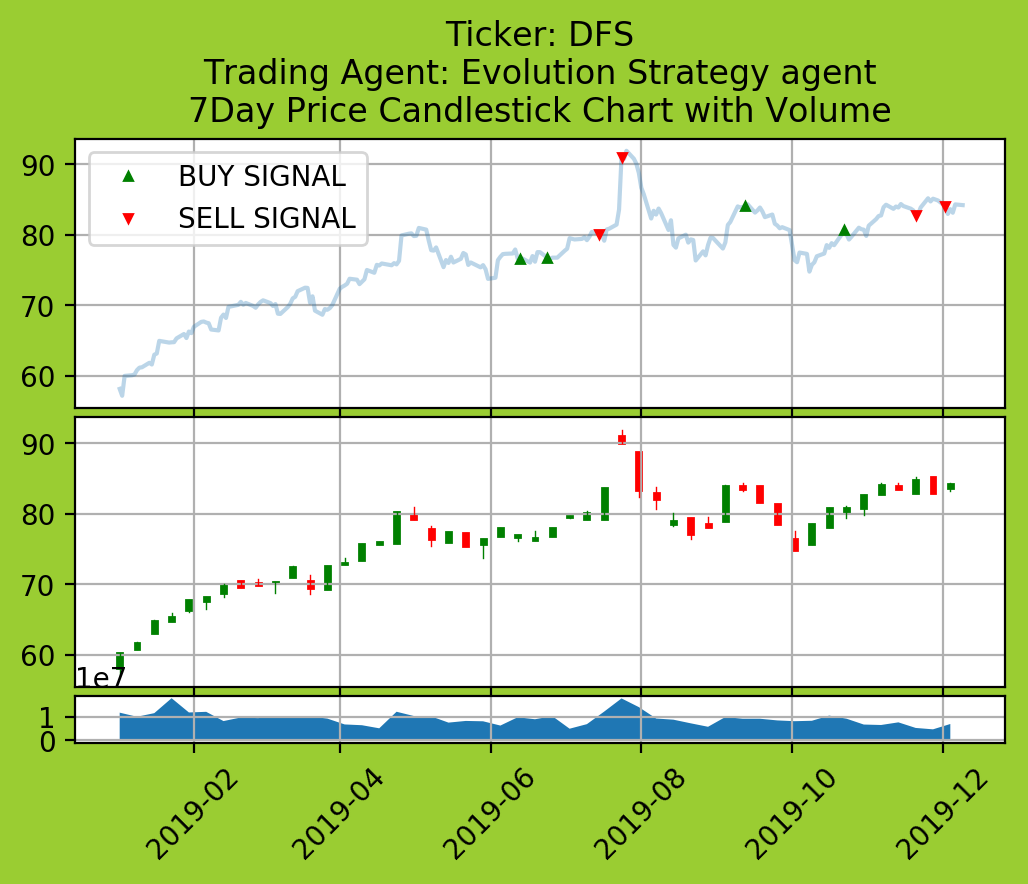 Ticker: DFS
Trading Agent: Evolution Strategy agent
7Day Price Candlestick Chart with Volume
90
80
70
60
BUY SIGNAL
SELL SIGNAL
90
80
70
60
1e7
1
0
2019-02
2019-04
2019-06
2019-08
2019-10
2019-12